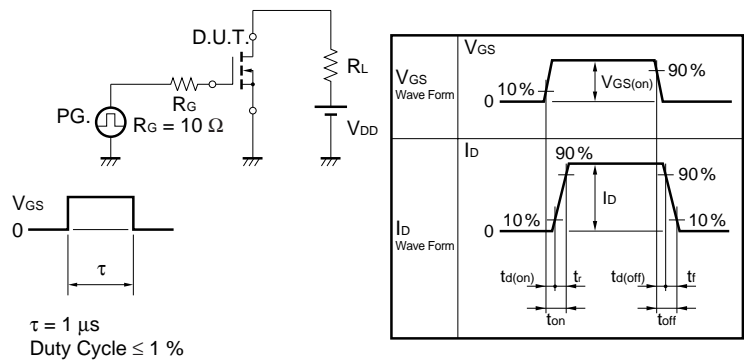 D.U.T.
RL
RG
PG.
RG = 10 Ω
VDD
VGS
0
τ
τ = 1 μs
Duty Cycle ≤ 1 %
VGS
Wave Form
VGS
10 %
VGS(on)
90 %
0
ID
Wave Form
ID
90 %
90 %
ID
10 %
10 %
0
td(on)
tr
td(off)
tf
ton
toff